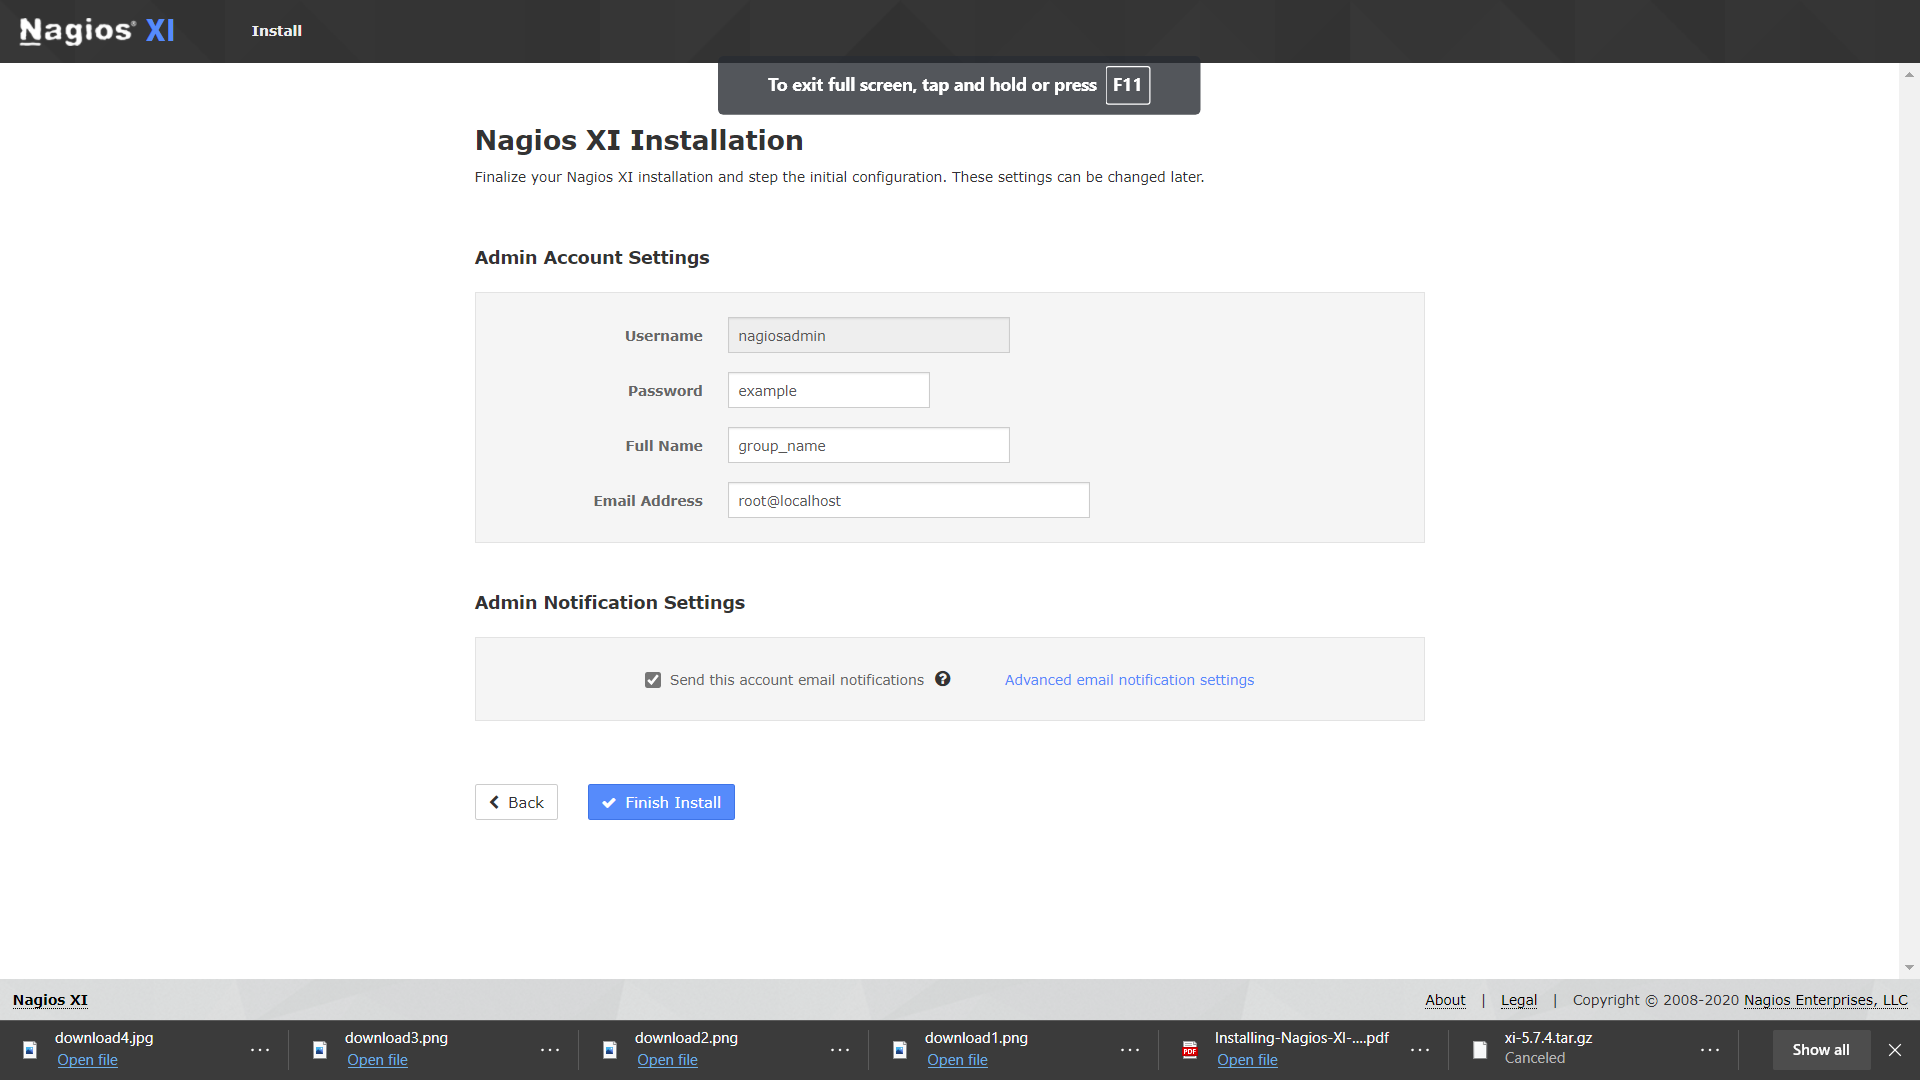 Nagios® XI
Install
To exit full screen, tap and hold or press F11
Nagios XI Installation
Finalize your Nagios XI installation and step the initial configuration. These settings can be changed later.
Admin Account Settings
Username nagiosadmin
Password example
Full Name group_name
Email Address root@localhost
Admin Notification Settings
Send this account email notifications ? Advanced email notification settings
Back Finish Install
Nagios XI About | Legal | Copyright © 2008-2020 Nagios Enterprises, LLC
download4.jpg
Open file
download3.png
Open file
download2.png
Open file
download1.png
Open file
PDF
Installing-Nagios-XI-....pdf
Open file
xi-5.7.4.tar.gz
Canceled
Show all